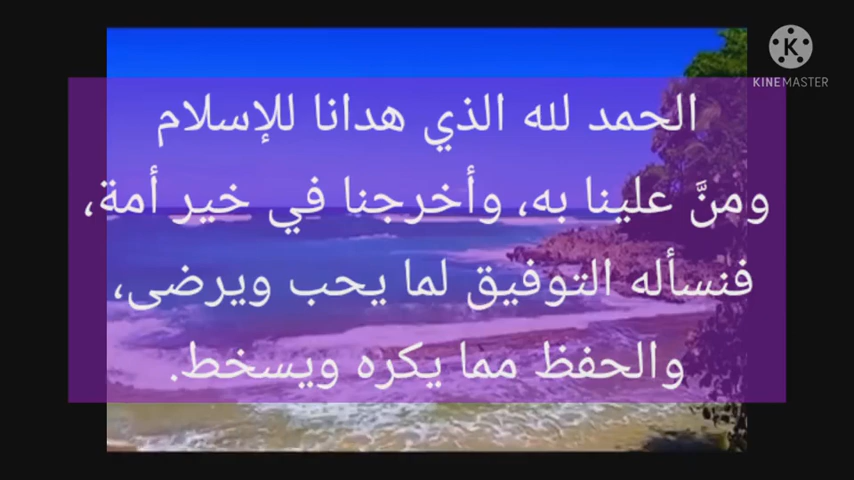 الحمد لله الذي هدانا للإسلام
ومنَّ علينا به، وأخرجنا في خير أمة،
فنسأله التوفيق لما يحب ويرضى،
والحفظ مما يكره ويسخط.
KINEMASTER